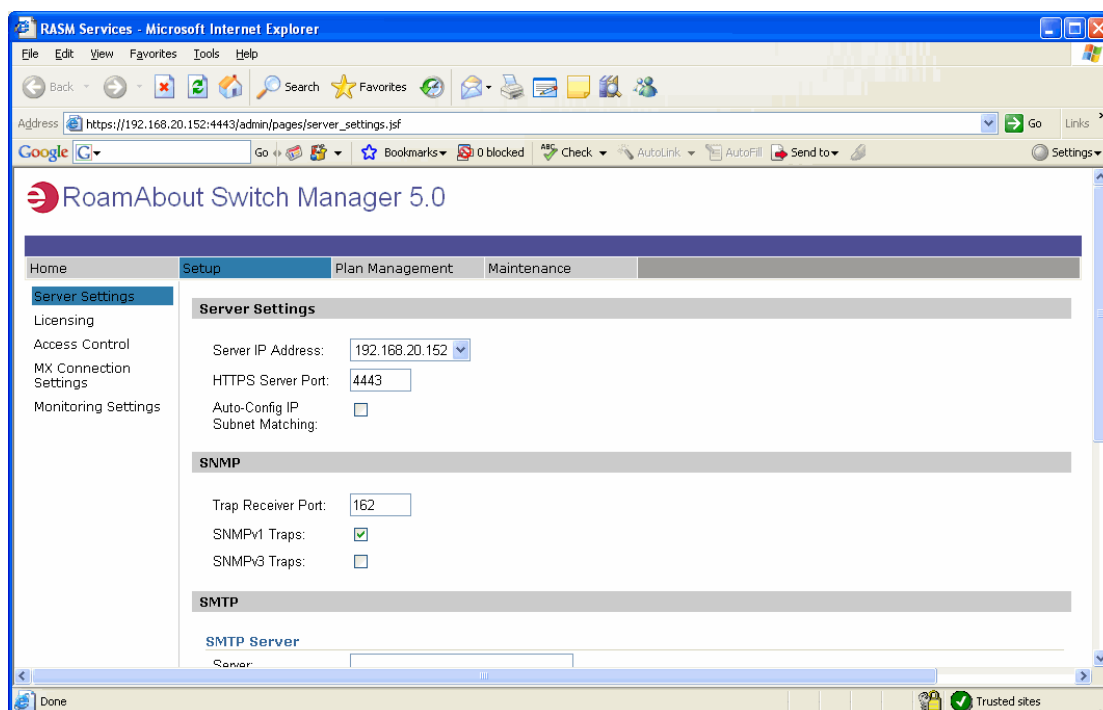 RASM Services - Microsoft Internet Explorer
File Edit View Favorites Tools Help
Back Search Favorites
Address https://192.168.20.152:4443/admin/pages/server_settings.jsf Go Links
Google G Go Bookmarks 0 blocked ABC Check AutoLink AutoFill Send to Settings
RoamAbout Switch Manager 5.0
Home Setup Plan Management Maintenance
Server Settings
Licensing
Access Control
MX Connection
Settings
Monitoring Settings
Server Settings
Server IP Address: 192.168.20.152
HTTPS Server Port: 4443
Auto-Config IP
Subnet Matching:
SNMP
Trap Receiver Port: 162
SNMPv1 Traps:
SNMPv3 Traps:
SMTP
SMTP Server
Server:
Done Trusted sites